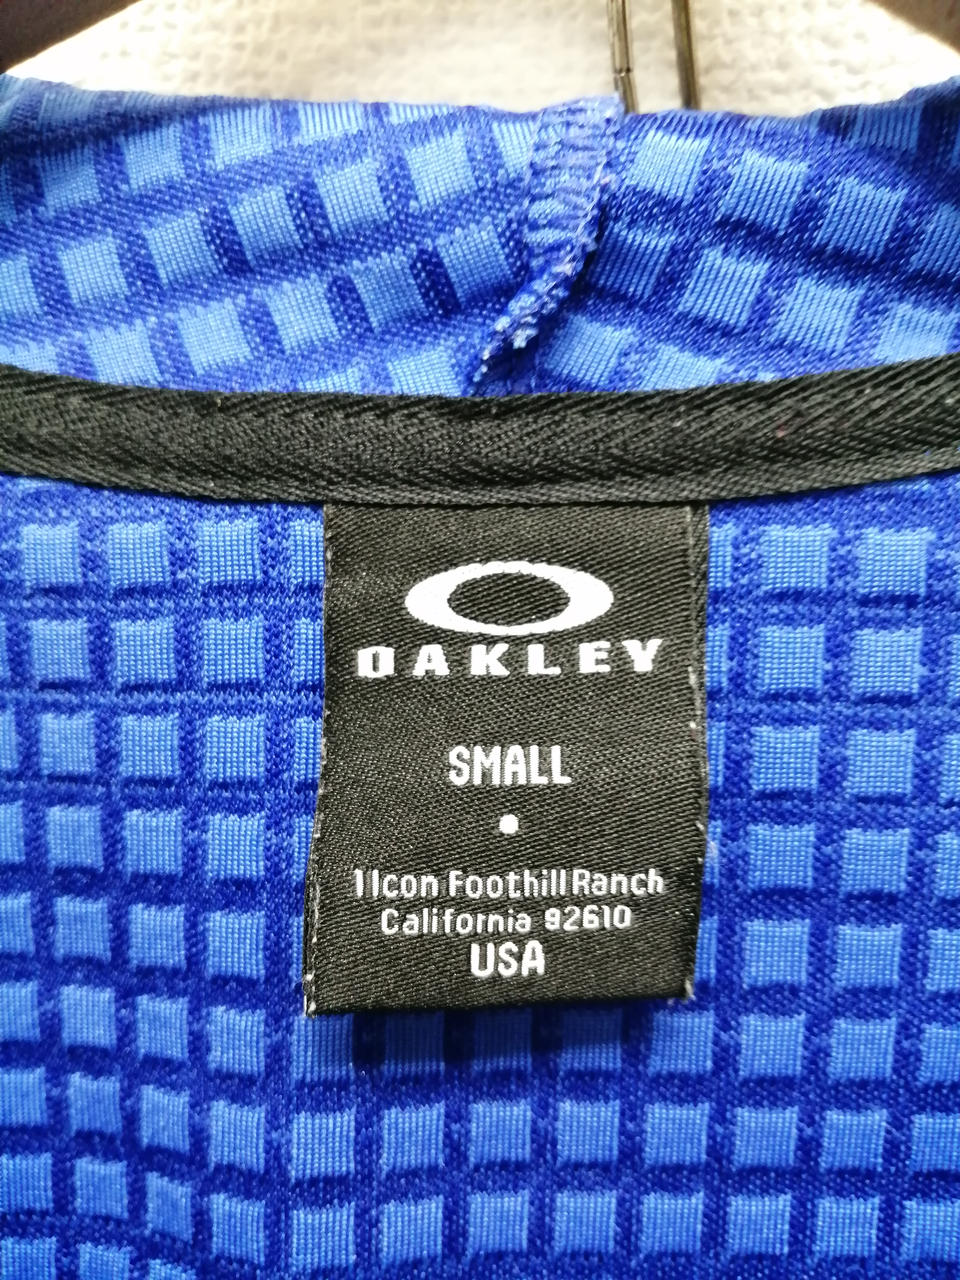 OAKLEY
SMALL
1 Icon Foothill Ranch
California 92610
USA